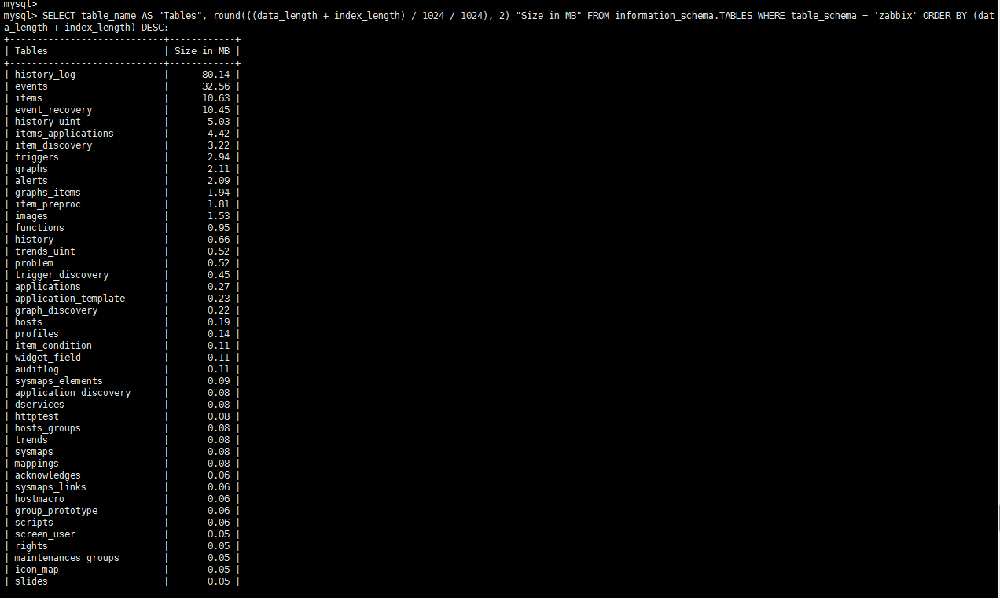 mysql>
mysql> SELECT table_name AS "Tables", round(((data_length + index_length) / 1024 / 1024), 2) "Size in MB" FROM information_schema.TABLES WHERE table_schema = 'zabbix' ORDER BY (dat
a_length + index_length) DESC;
+----------------------------+------------+
| Tables                     | Size in MB |
+----------------------------+------------+
| history_log                |      80.14 |
| events                     |      32.56 |
| items                      |      10.63 |
| event_recovery             |      10.45 |
| history_uint               |       5.03 |
| items_applications         |       4.42 |
| item_discovery             |       3.22 |
| triggers                   |       2.94 |
| graphs                     |       2.11 |
| alerts                     |       2.09 |
| graphs_items               |       1.94 |
| item_preproc               |       1.81 |
| images                     |       1.53 |
| functions                  |       0.95 |
| history                    |       0.66 |
| trends_uint                |       0.52 |
| problem                    |       0.52 |
| trigger_discovery          |       0.45 |
| applications               |       0.27 |
| application_template       |       0.23 |
| graph_discovery            |       0.22 |
| hosts                      |       0.19 |
| profiles                   |       0.14 |
| item_condition             |       0.11 |
| widget_field               |       0.11 |
| auditlog                   |       0.11 |
| sysmaps_elements           |       0.09 |
| application_discovery      |       0.08 |
| dservices                  |       0.08 |
| httptest                   |       0.08 |
| hosts_groups               |       0.08 |
| trends                     |       0.08 |
| sysmaps                    |       0.08 |
| mappings                   |       0.08 |
| acknowledges               |       0.06 |
| sysmaps_links              |       0.06 |
| hostmacro                  |       0.06 |
| group_prototype            |       0.06 |
| scripts                    |       0.06 |
| screen_user                |       0.05 |
| rights                     |       0.05 |
| maintenances_groups        |       0.05 |
| icon_map                   |       0.05 |
| slides                     |       0.05 |